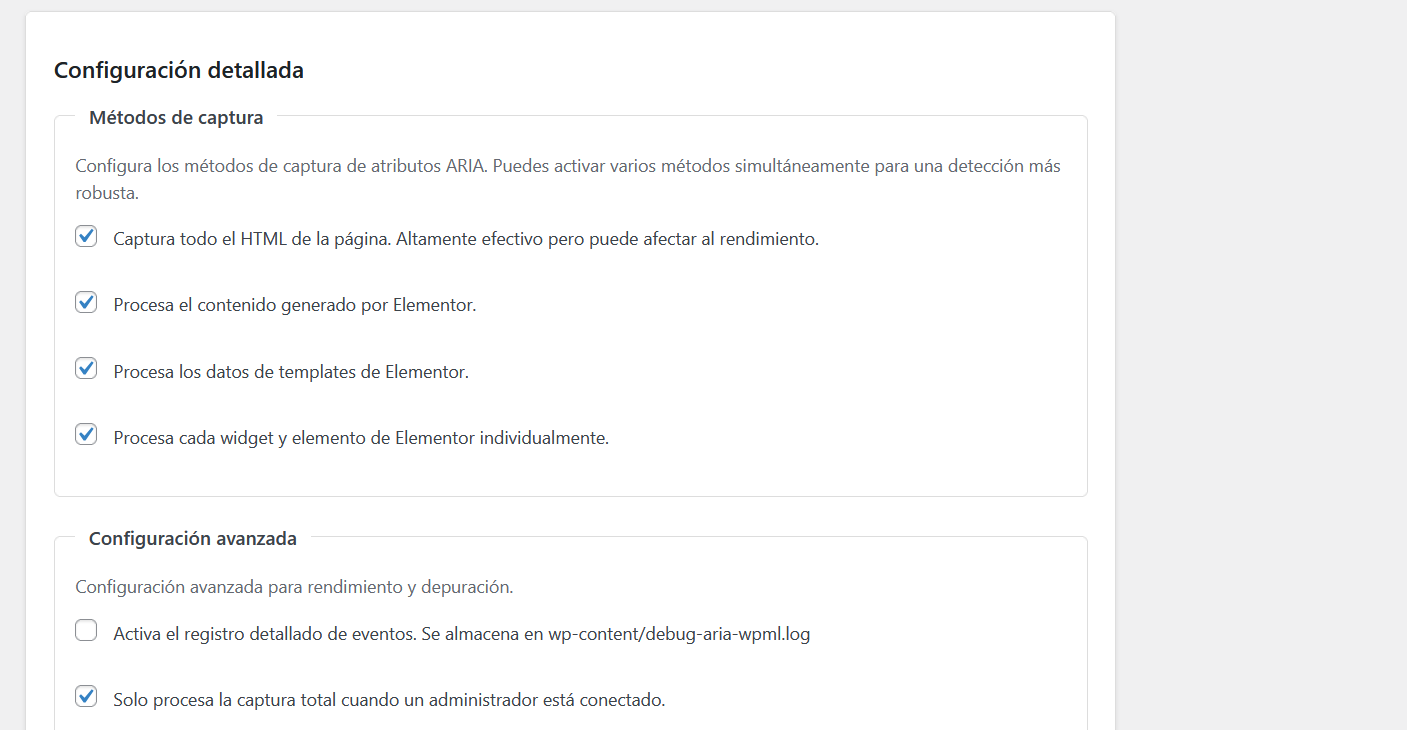 Configuración detallada
Métodos de captura
Configura los métodos de captura de atributos ARIA. Puedes activar varios métodos simultáneamente para una detección más
robusta.
Captura todo el HTML de la página. Altamente efectivo pero puede afectar al rendimiento.
Procesa el contenido generado por Elementor.
Procesa los datos de templates de Elementor.
Procesa cada widget y elemento de Elementor individualmente.
Configuración avanzada
Configuración avanzada para rendimiento y depuración.
Activa el registro detallado de eventos. Se almacena en wp-content/debug-aria-wpml.log
Solo procesa la captura total cuando un administrador está conectado.